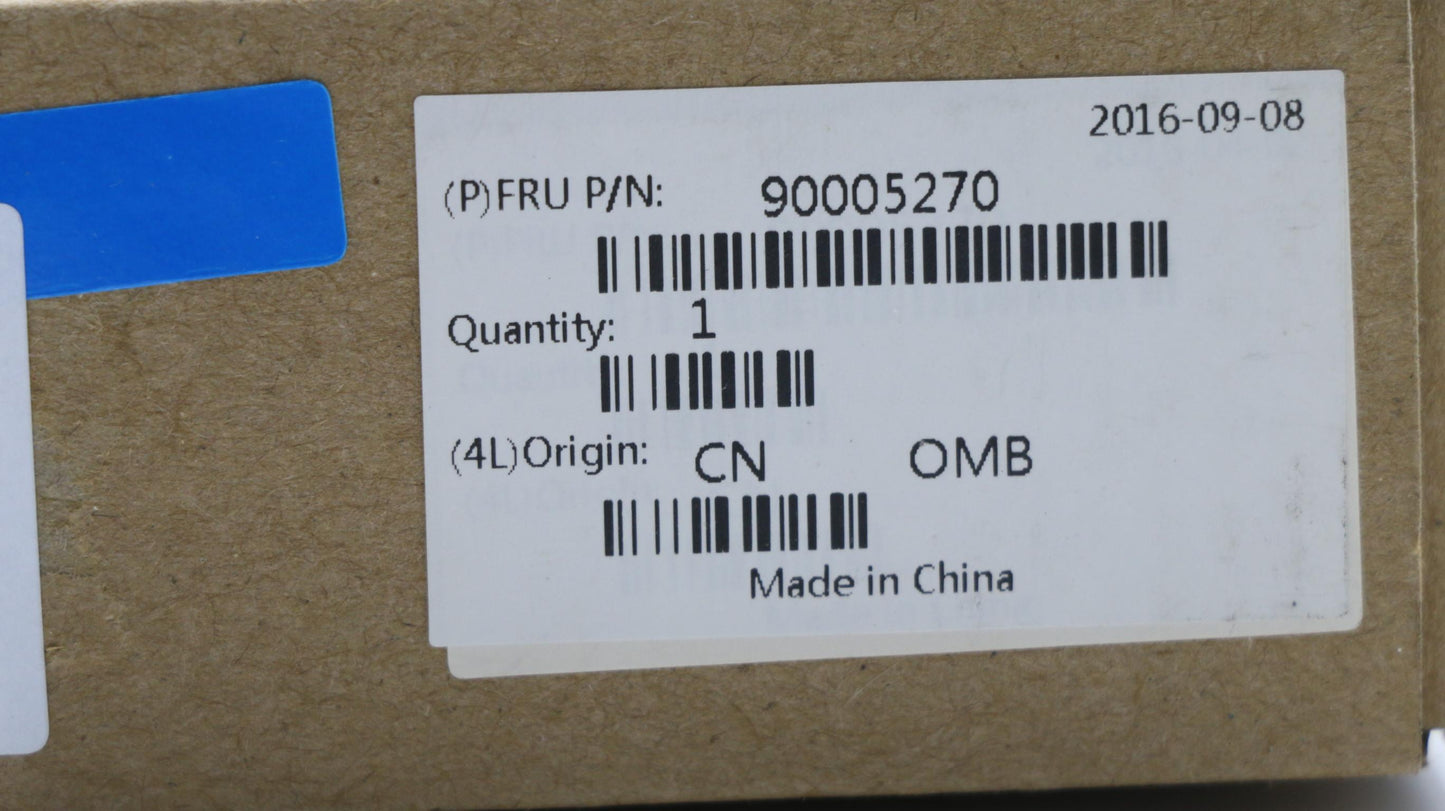 2016-09-08
(P)FRU P/N: 90005270
Quantity: 1
(4L)Origin: CN OMB
Made in China